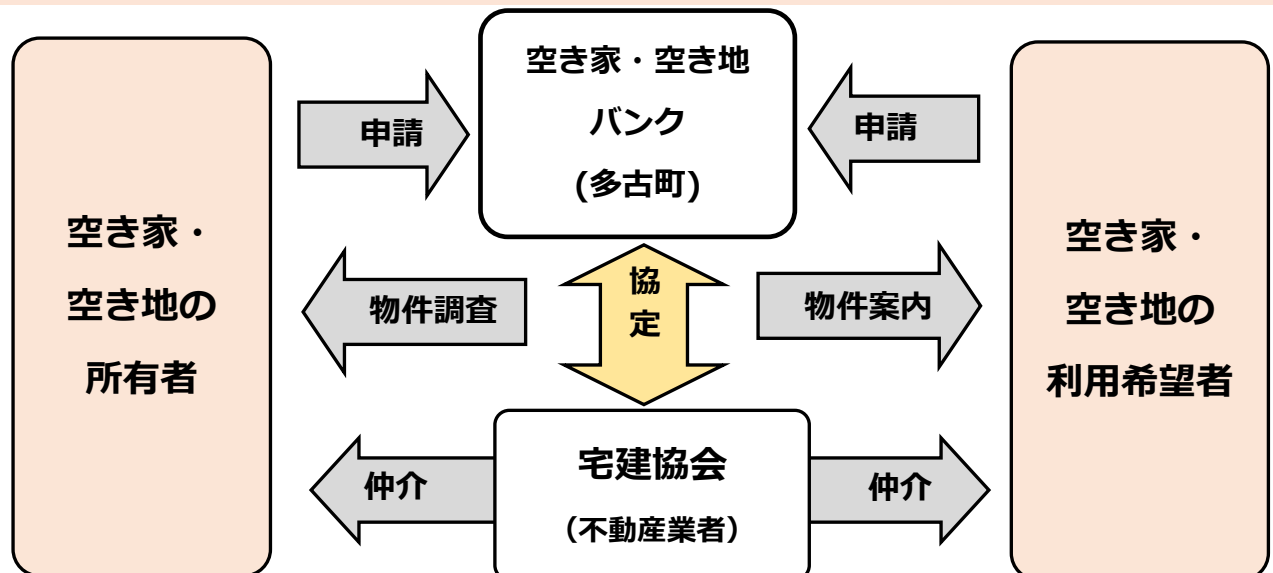 空き家・空き地
バンク
(多古町)
申請
申請
空き家・
空き地の
所有者
物件調査
協
定
物件案内
空き家・
空き地の
利用希望者
仲介
宅建協会
（不動産業者）
仲介